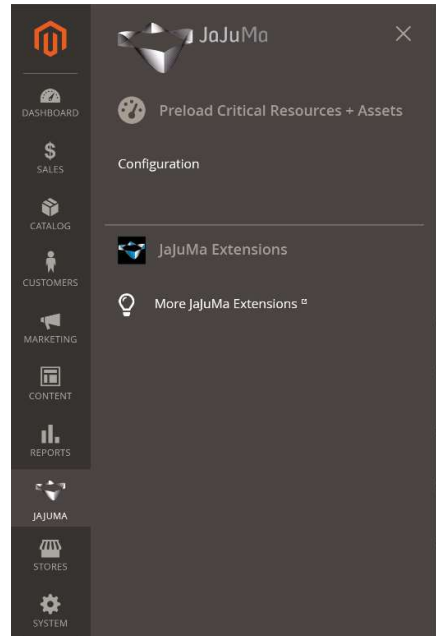 DASHBOARD
SALES
CATALOG
CUSTOMERS
MARKETING
CONTENT
REPORTS
JAJUMA
STORES
SYSTEM
JaJuMa
Preload Critical Resources + Assets
Configuration
JaJuMa Extensions
More JaJuMa Extensions